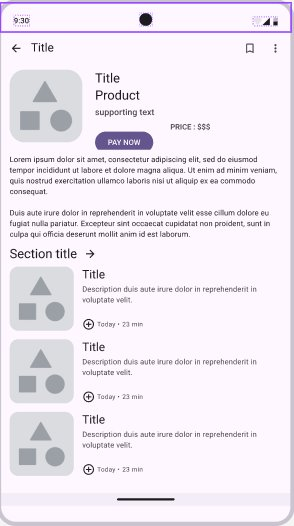 9:30
Title
Title
Product
supporting text
PRICE : $$$
PAY NOW
Lorem ipsum dolor sit amet, consectetur adipiscing elit, sed do eiusmod
tempor incididunt ut labore et dolore magna aliqua. Ut enim ad minim veniam,
quis nostrud exercitation ullamco laboris nisi ut aliquip ex ea commodo
consequat.
Duis aute irure dolor in reprehenderit in voluptate velit esse cillum dolore eu
fugiat nulla pariatur. Excepteur sint occaecat cupidatat non proident, sunt in
culpa qui officia deserunt mollit anim id est laborum.
Section title
Title
Description duis aute irure dolor in reprehenderit in
voluptate velit.
Today • 23 min
Title
Description duis aute irure dolor in reprehenderit in
voluptate velit.
Today • 23 min
Title
Description duis aute irure dolor in reprehenderit in
voluptate velit.
Today • 23 min